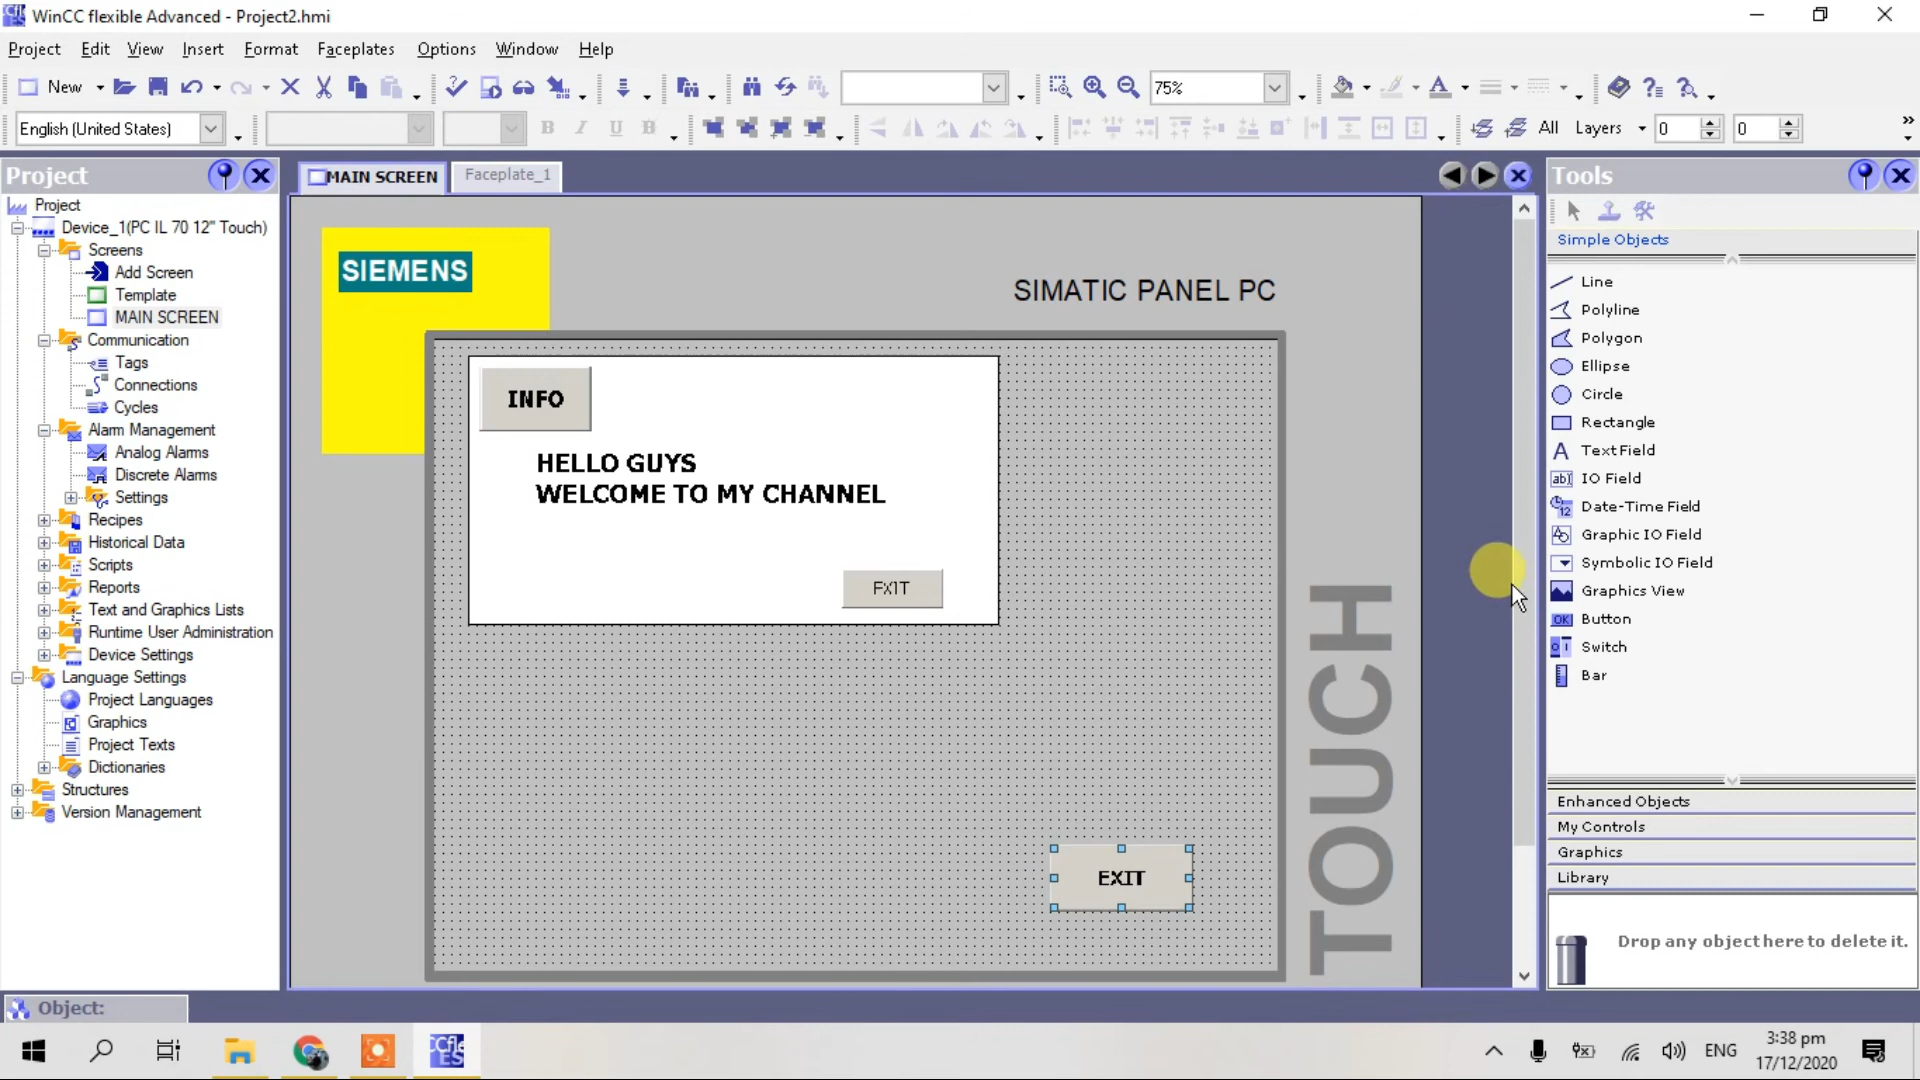 WinCC flexible Advanced - Project2.hmi
Project Edit View Insert Format Faceplates Options Window Help
New
75%
English (United States)
All Layers 0 0
Project
MAIN SCREEN
Faceplate_1
Tools
Project
Device_1(PC IL 70 12" Touch)
Screens
Add Screen
Template
MAIN SCREEN
Communication
Tags
Connections
Cycles
Alarm Management
Analog Alarms
Discrete Alarms
Settings
Recipes
Historical Data
Scripts
Reports
Text and Graphics Lists
Runtime User Administration
Device Settings
Language Settings
Project Languages
Graphics
Project Texts
Dictionaries
Structures
Version Management
SIEMENS
SIMATIC PANEL PC
INFO
HELLO GUYS
WELCOME TO MY CHANNEL
EXIT
EXIT
TOUCH
Simple Objects
Line
Polyline
Polygon
Ellipse
Circle
Rectangle
TextField
IO Field
Date-Time Field
Graphic IO Field
Symbolic IO Field
Graphics View
Button
Switch
Bar
Enhanced Objects
My Controls
Graphics
Library
Drop any object here to delete it.
Object:
ENG
3:38 pm
17/12/2020